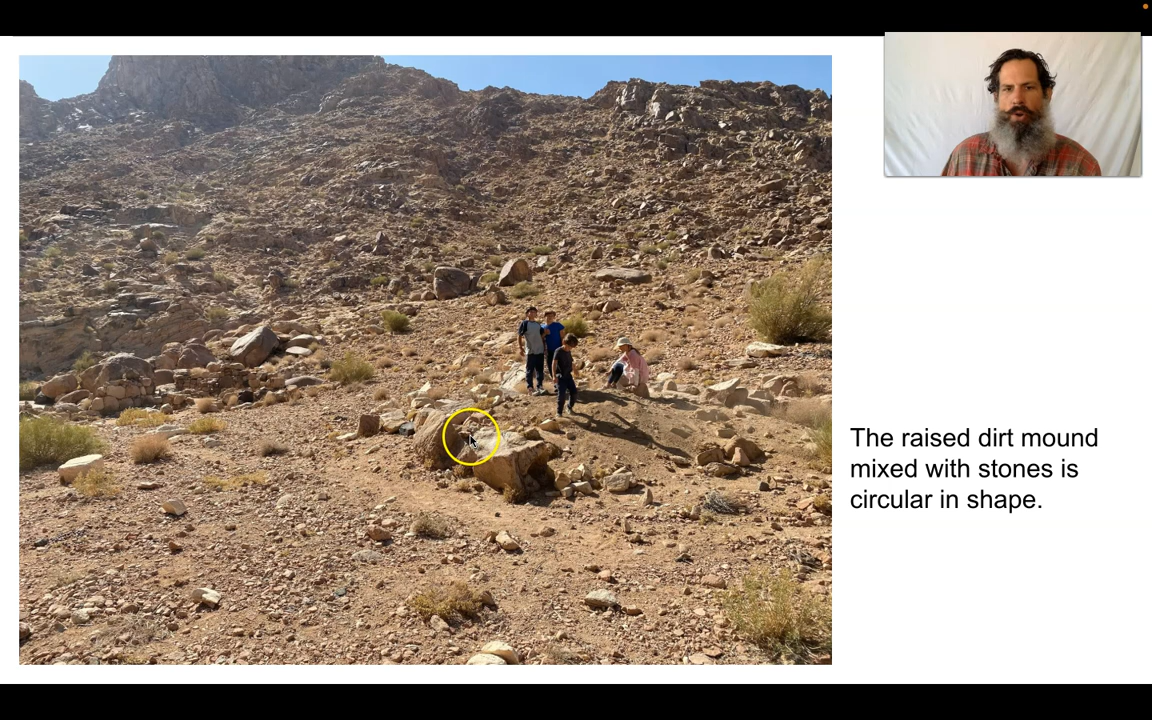 The raised dirt mound
mixed with stones is
circular in shape.